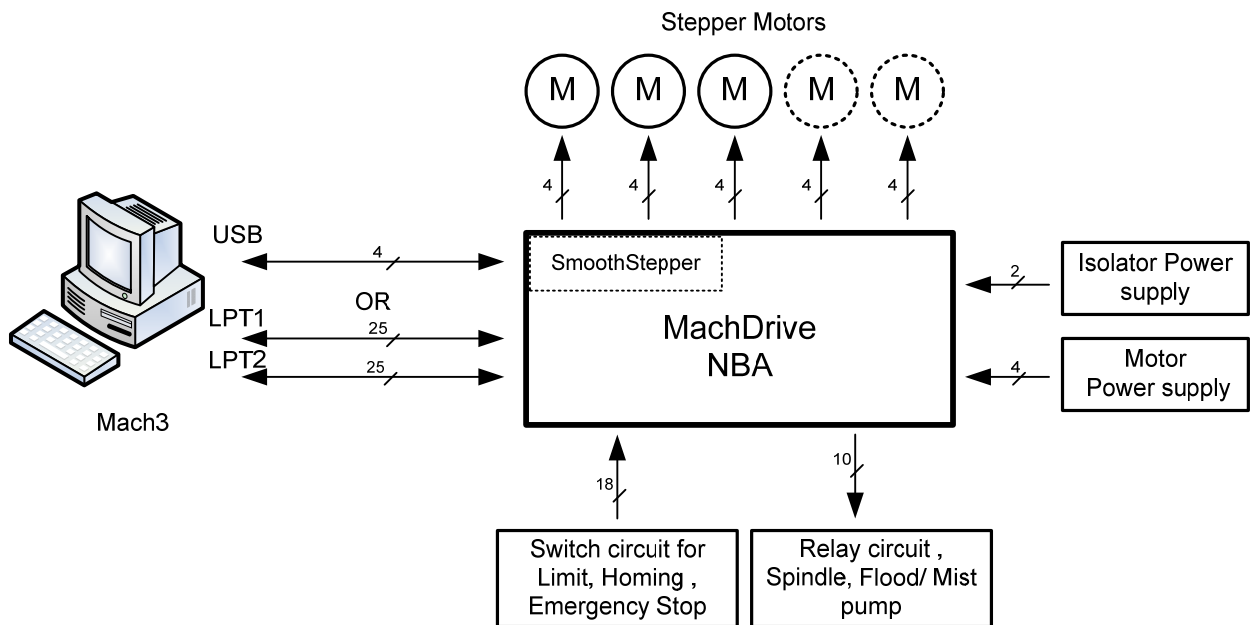 Stepper Motors
M M M M M
4 4 4 4 4
USB
4
SmoothStepper
Isolator Power
supply
2
OR
LPT1
25
LPT2
25
MachDrive
NBA
Motor
Power supply
4
Mach3
18
10
Switch circuit for
Limit, Homing ,
Emergency Stop
Relay circuit ,
Spindle, Flood/ Mist
pump